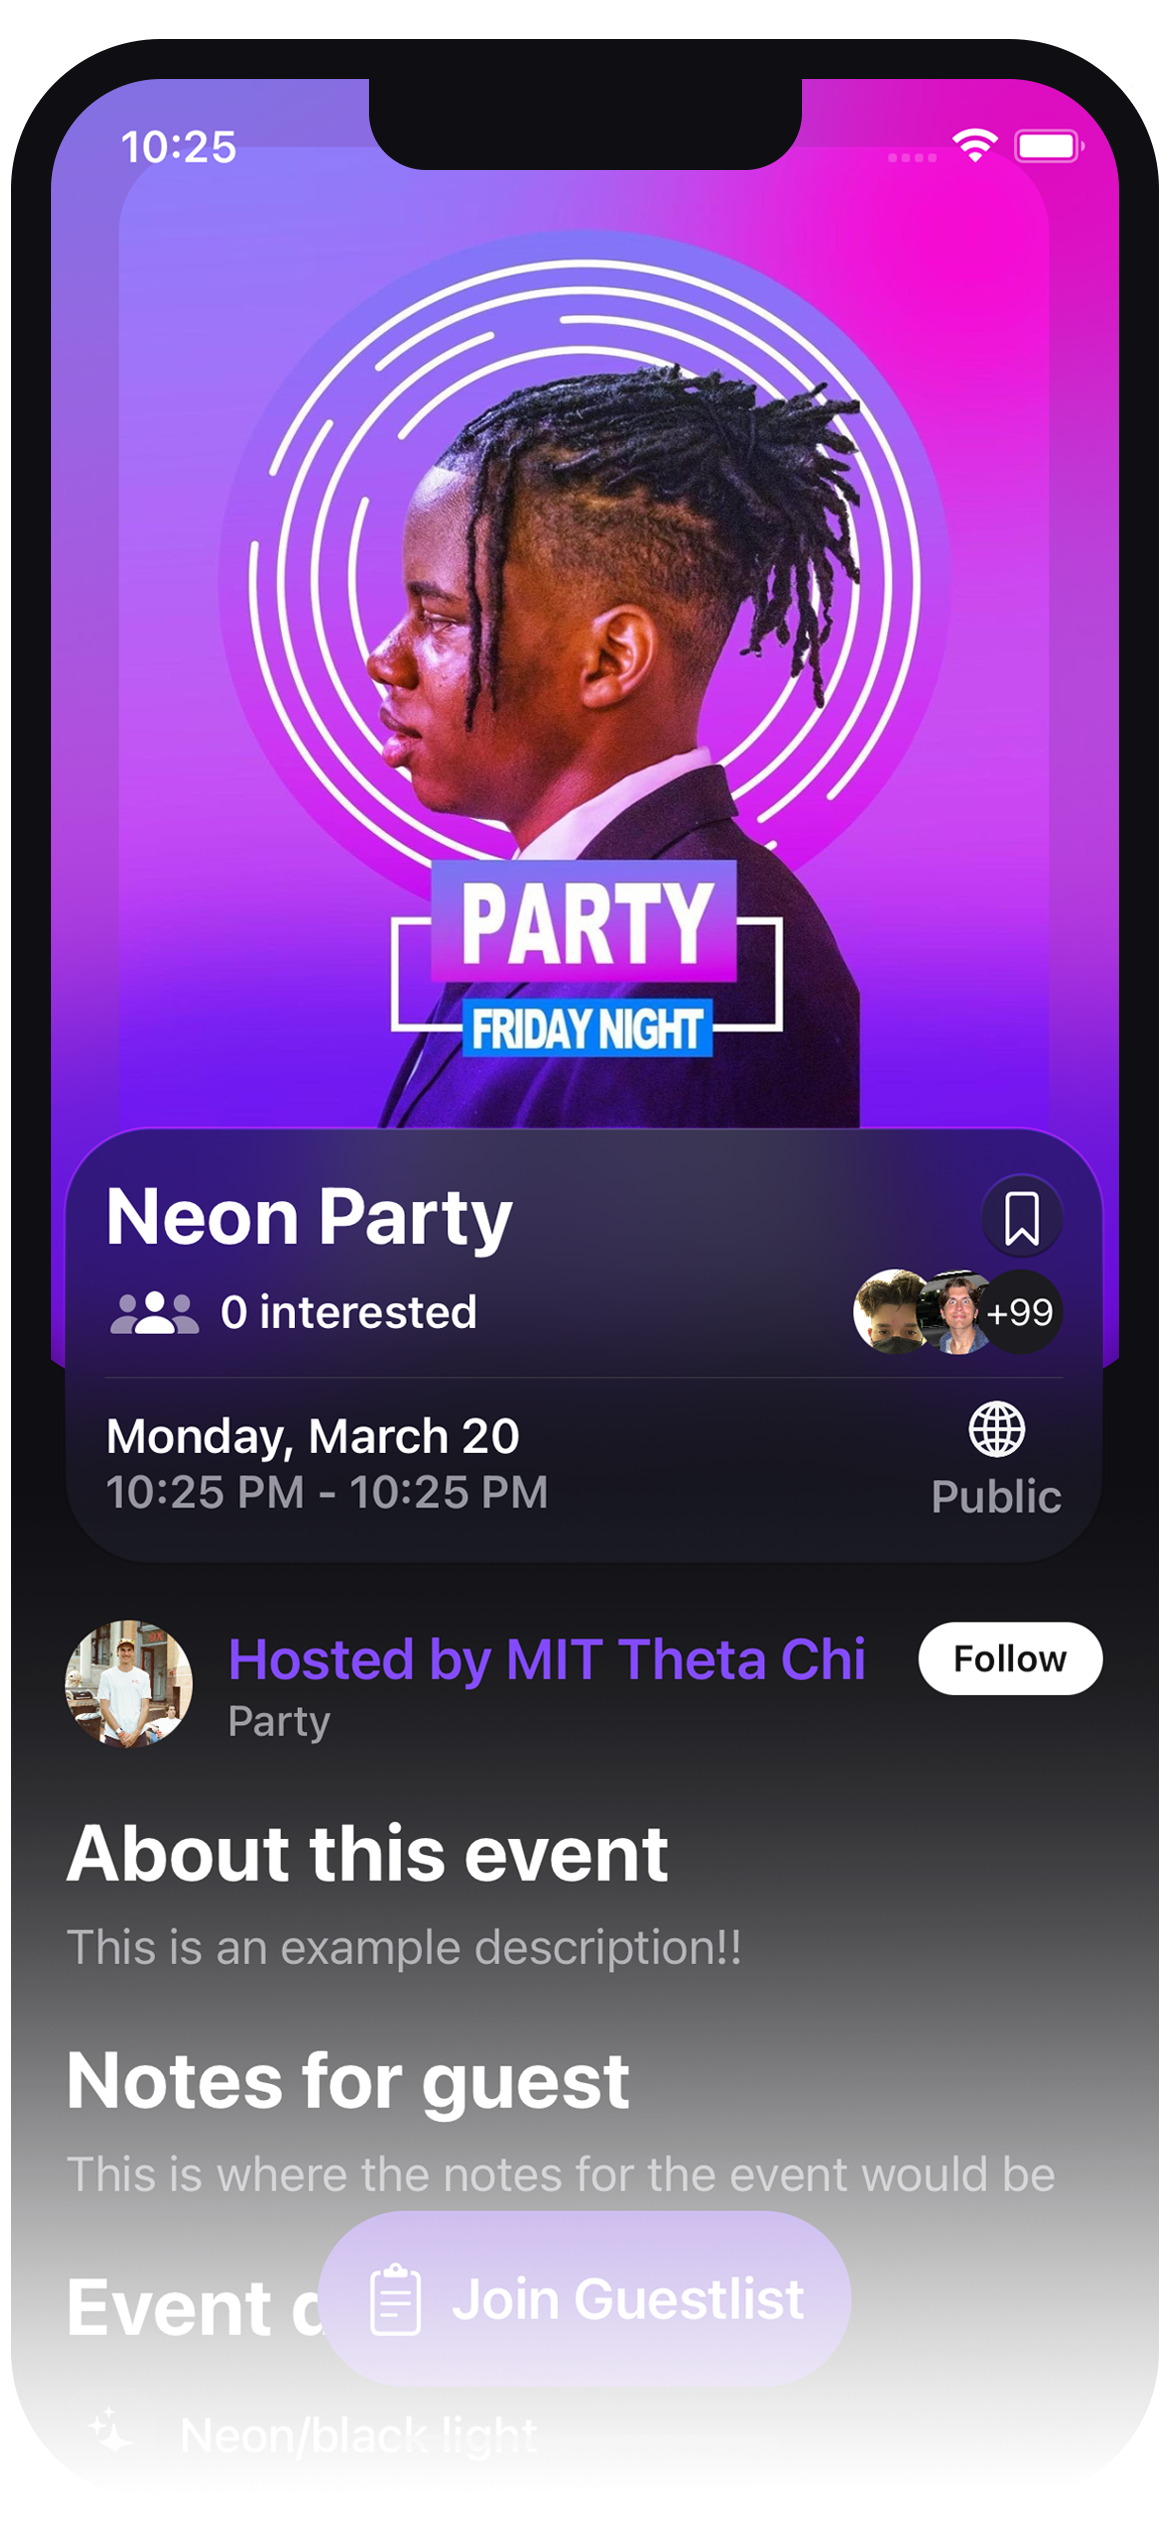 10:25
PARTY
FRIDAY NIGHT
Neon Party
0 interested
+99
Monday, March 20
10:25 PM - 10:25 PM
Public
Hosted by MIT Theta Chi
Party
Follow
About this event
This is an example description!!
Notes for guest
This is where the notes for the event would be
Event
Join Guestlist
Neon/black light